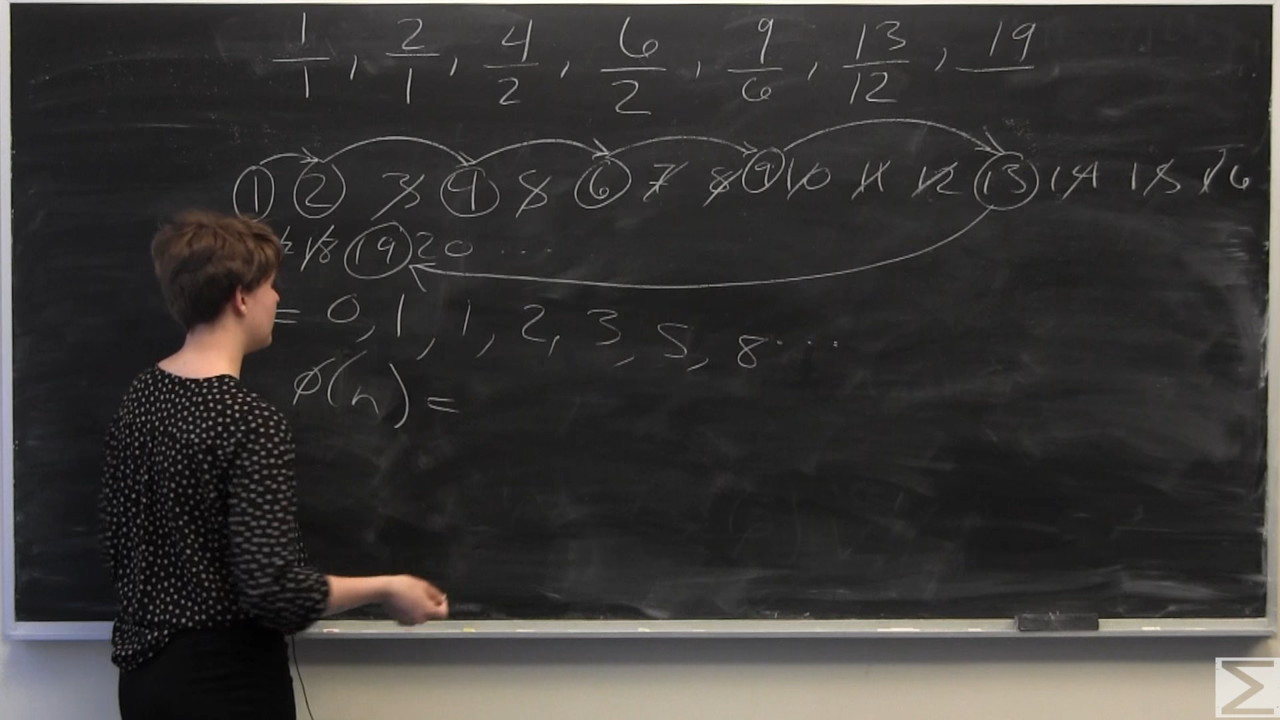 1/1, 2/1, 4/2, 6/2, 9/6, 13/12, 19/
1 2 3 4 5 6 7 8 9 10 11 12 13 14 15 16
18 19 20 ...
= 0, 1, 1, 2, 3, 5, 8 ...
φ(n) =
Σ